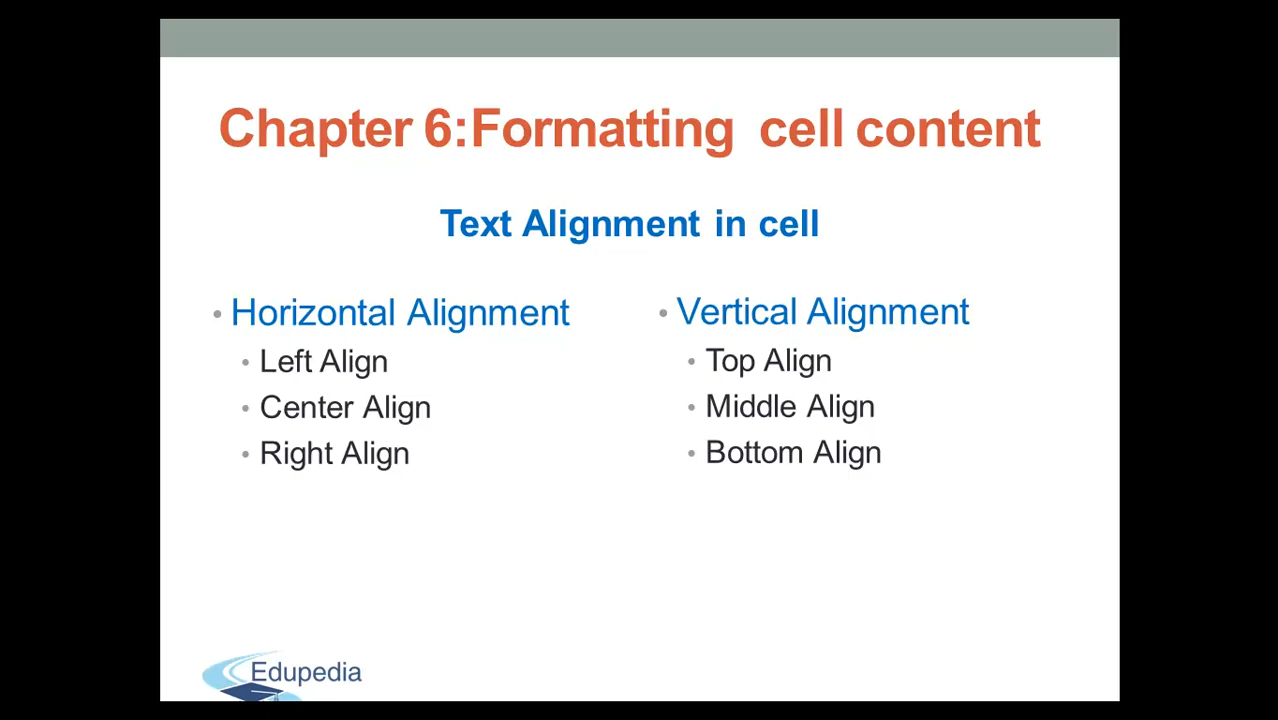 Chapter 6:Formatting cell content
Text Alignment in cell
• Horizontal Alignment
• Left Align
• Center Align
• Right Align
• Vertical Alignment
• Top Align
• Middle Align
• Bottom Align
Edupedia